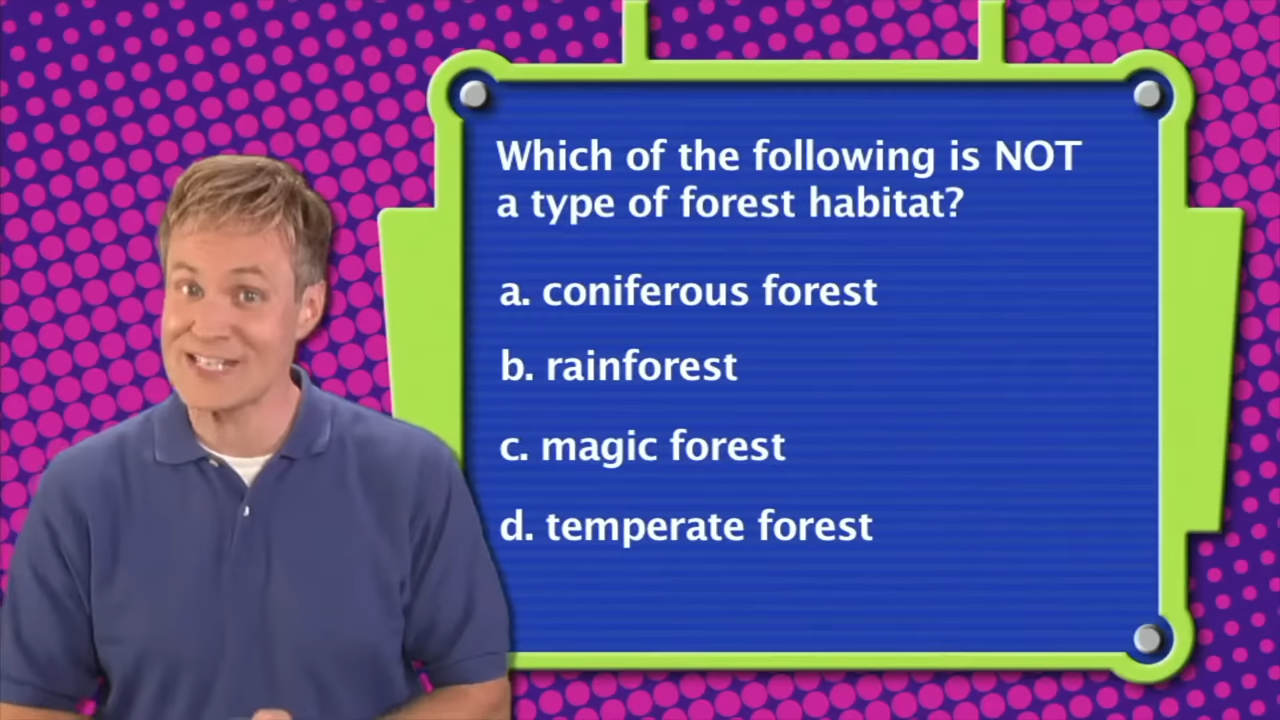 Which of the following is NOT
a type of forest habitat?
a. coniferous forest
b. rainforest
c. magic forest
d. temperate forest